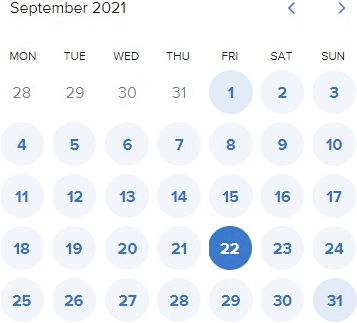 September 2021
MON TUE WED THU FRI SAT SUN
28 29 30 31 1 2 3
4 5 6 7 8 9 10
11 12 13 14 15 16 17
18 19 20 21 22 23 24
25 26 27 28 29 30 31